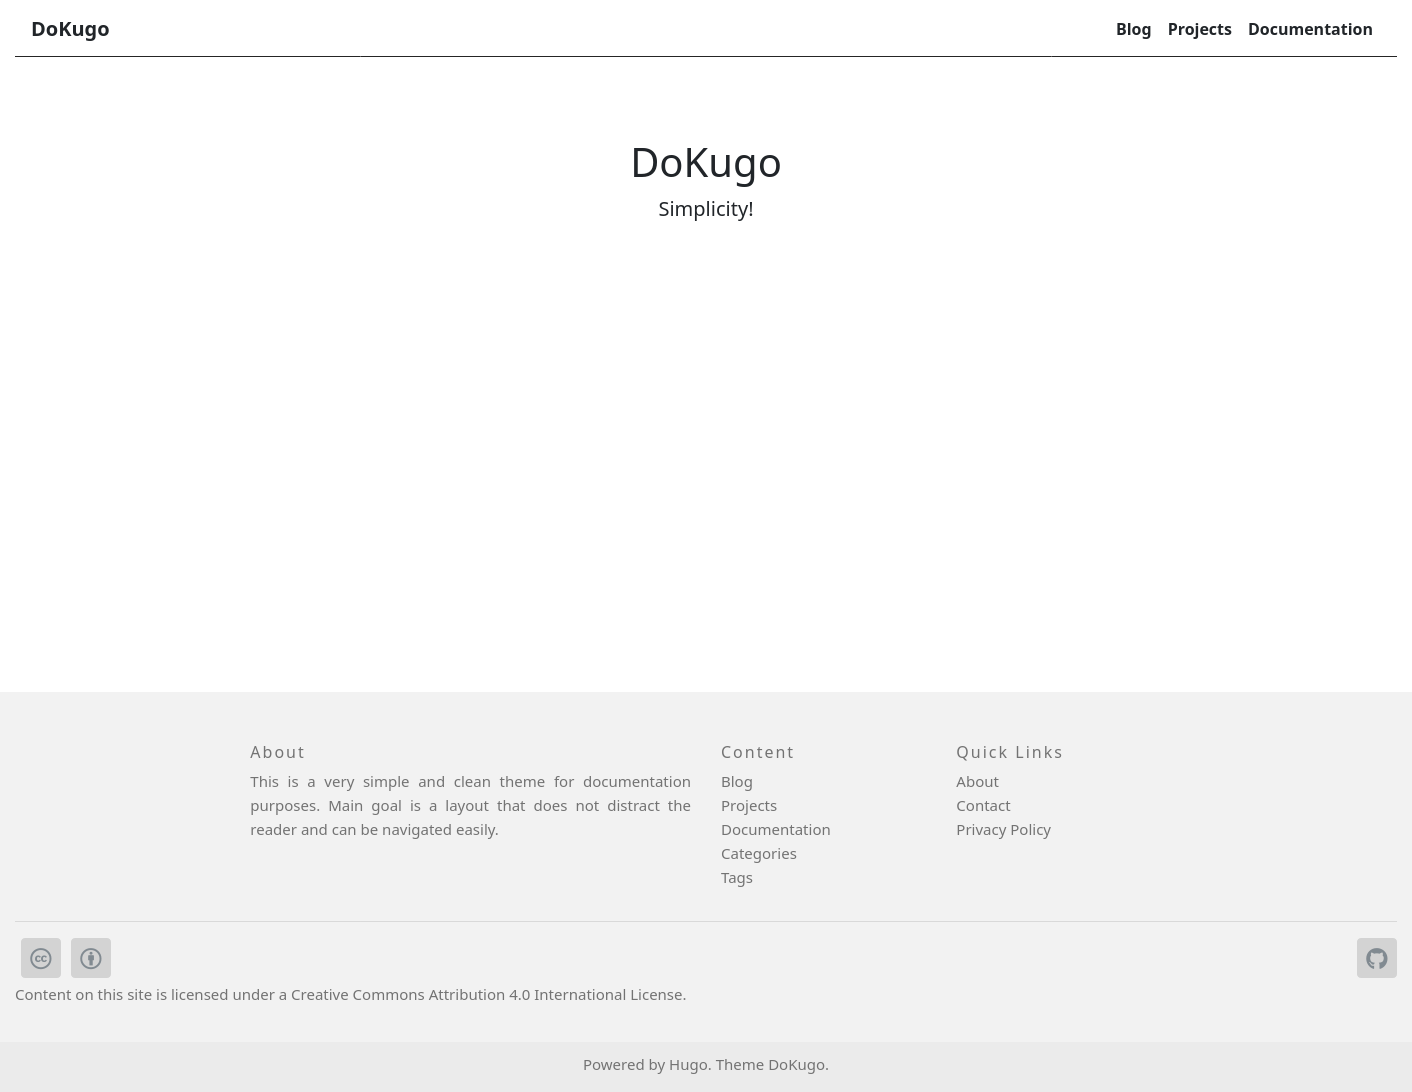 DoKugo
Blog Projects Documentation
DoKugo
Simplicity!
About
This is a very simple and clean theme for documentation
purposes. Main goal is a layout that does not distract the
reader and can be navigated easily.
Content
Blog
Projects
Documentation
Categories
Tags
Quick Links
About
Contact
Privacy Policy
Content on this site is licensed under a Creative Commons Attribution 4.0 International License.
Powered by Hugo. Theme DoKugo.